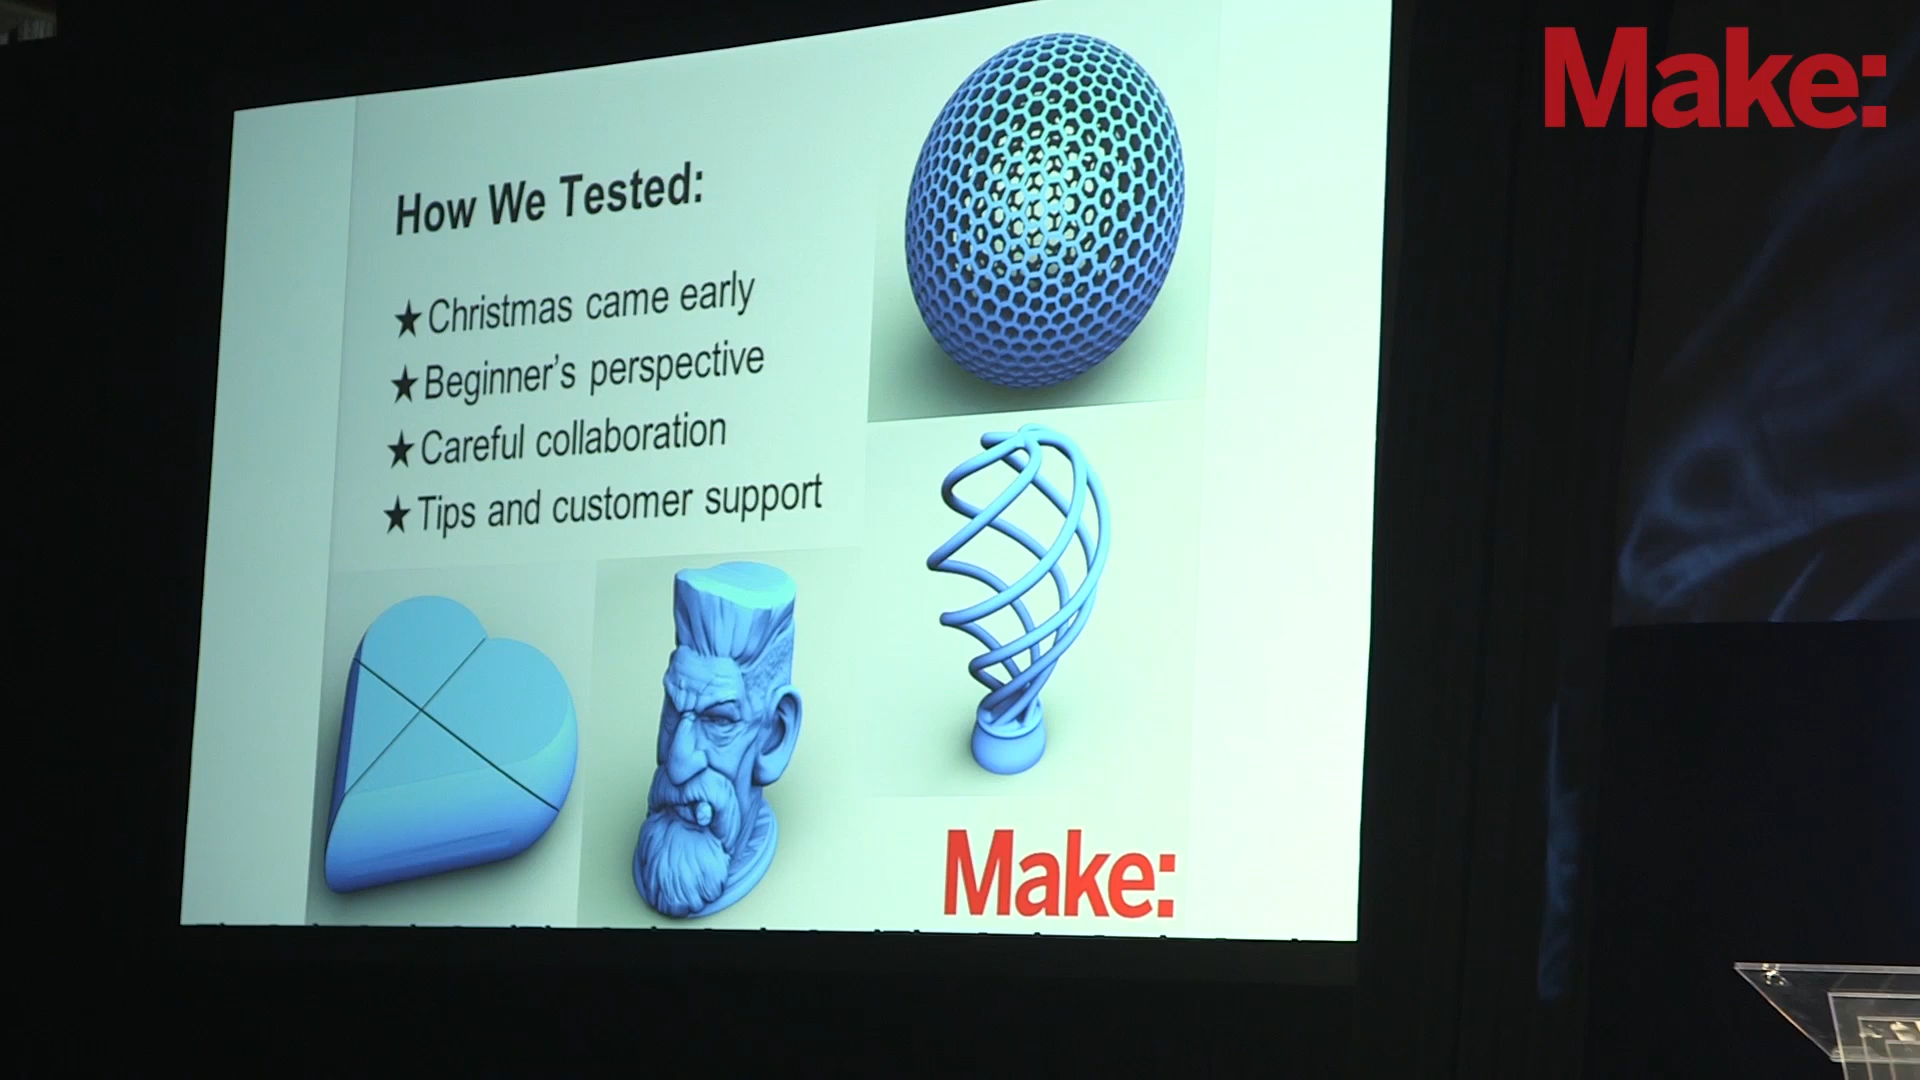 Make:
How We Tested:
★Christmas came early
★Beginner's perspective
★Careful collaboration
★Tips and customer support
Make: